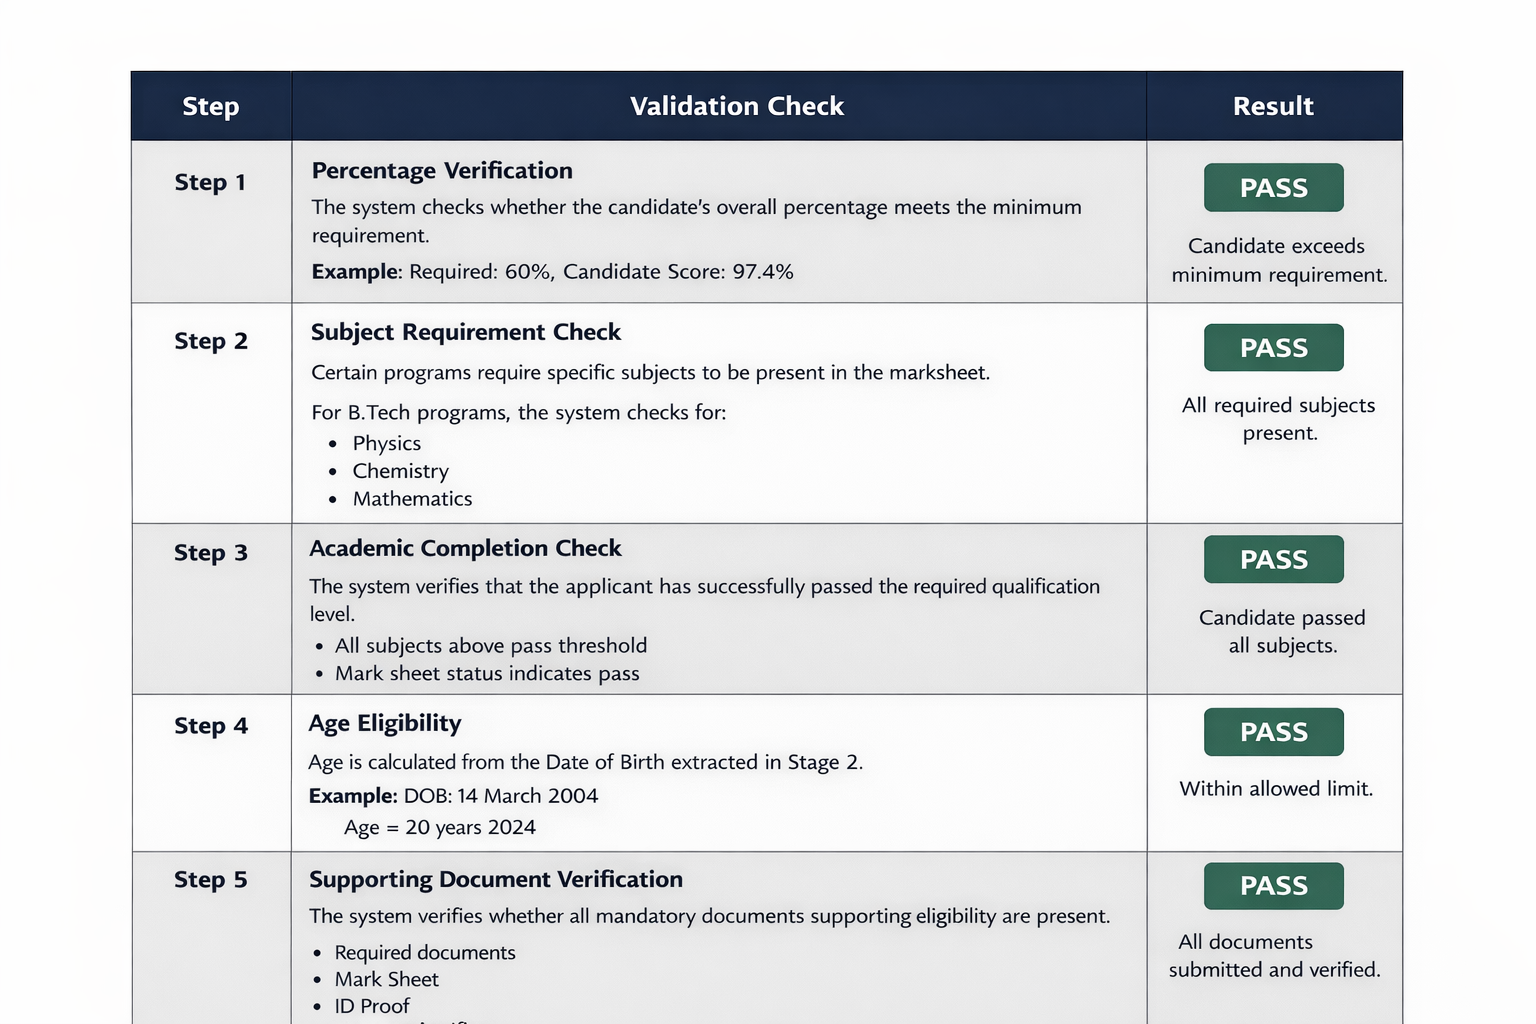 Step
Validation Check
Result
Step 1
Percentage Verification
The system checks whether the candidate's overall percentage meets the minimum
requirement.
Example: Required: 60%, Candidate Score: 97.4%
PASS
Candidate exceeds
minimum requirement.
Step 2
Subject Requirement Check
Certain programs require specific subjects to be present in the marksheet.
For B.Tech programs, the system checks for:
• Physics
• Chemistry
• Mathematics
PASS
All required subjects
present.
Step 3
Academic Completion Check
The system verifies that the applicant has successfully passed the required qualification
level.
• All subjects above pass threshold
• Mark sheet status indicates pass
PASS
Candidate passed
all subjects.
Step 4
Age Eligibility
Age is calculated from the Date of Birth extracted in Stage 2.
Example: DOB: 14 March 2004
Age = 20 years 2024
PASS
Within allowed limit.
Step 5
Supporting Document Verification
The system verifies whether all mandatory documents supporting eligibility are present.
• Required documents
• Mark Sheet
• ID Proof
PASS
All documents
submitted and verified.